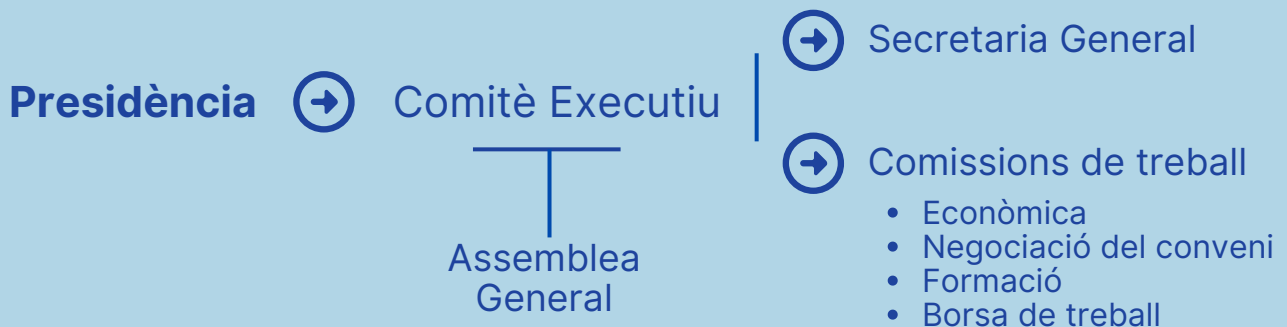 Presidència
Comitè Executiu
Assemblea
General
Secretaria General
Comissions de treball
• Econòmica
• Negociació del conveni
• Formació
• Borsa de treball